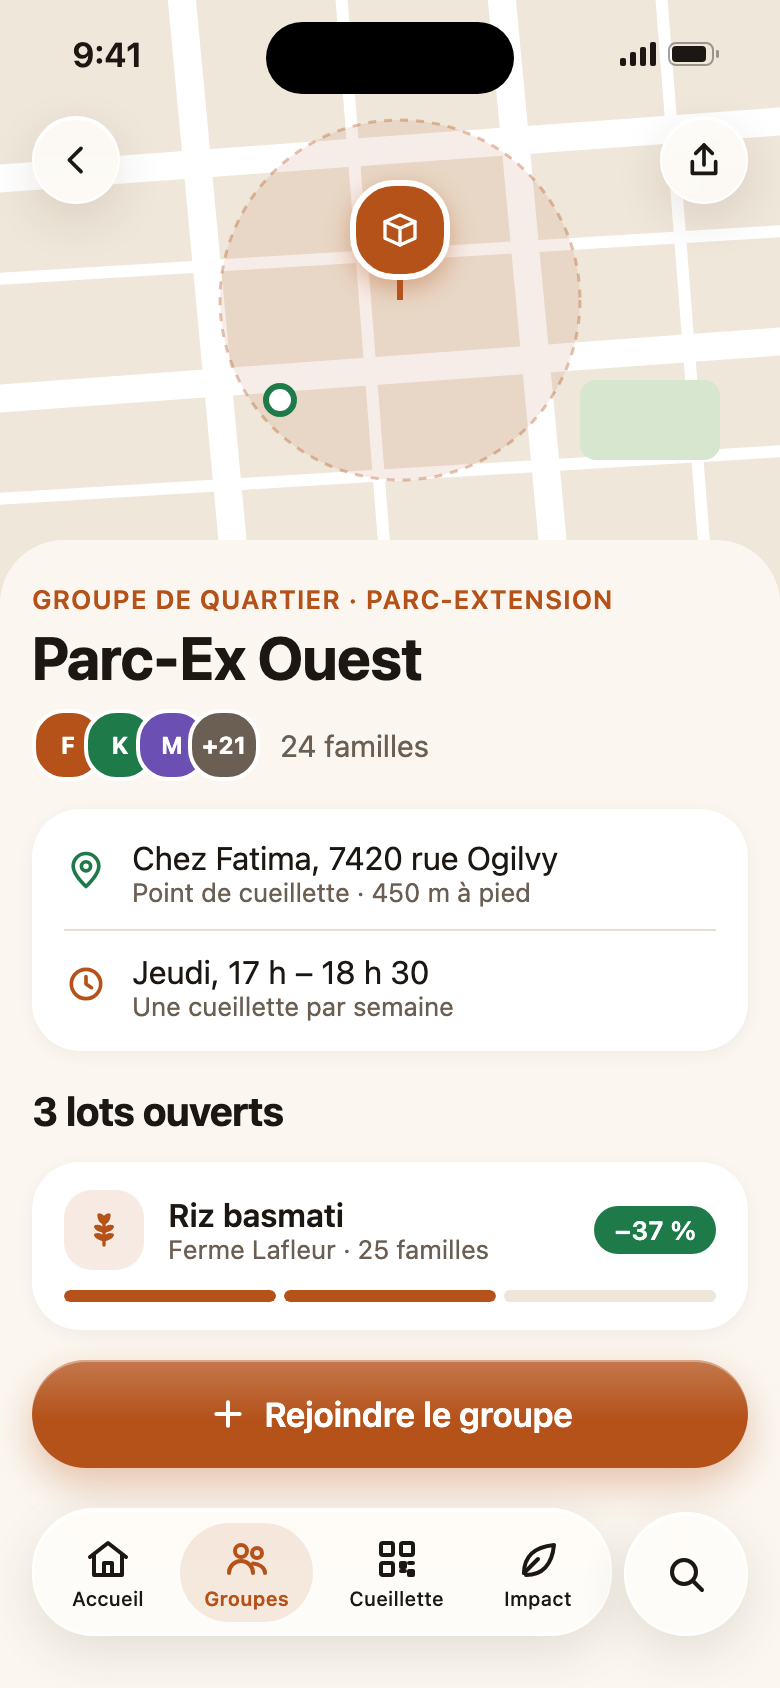 9:41
GROUPE DE QUARTIER · PARC-EXTENSION
Parc-Ex Ouest
F K M +21 24 familles
Chez Fatima, 7420 rue Ogilvy
Point de cueillette · 450 m à pied
Jeudi, 17 h – 18 h 30
Une cueillette par semaine
3 lots ouverts
Riz basmati
Ferme Lafleur · 25 familles
−37 %
Rejoindre le groupe
Accueil Groupes Cueillette Impact